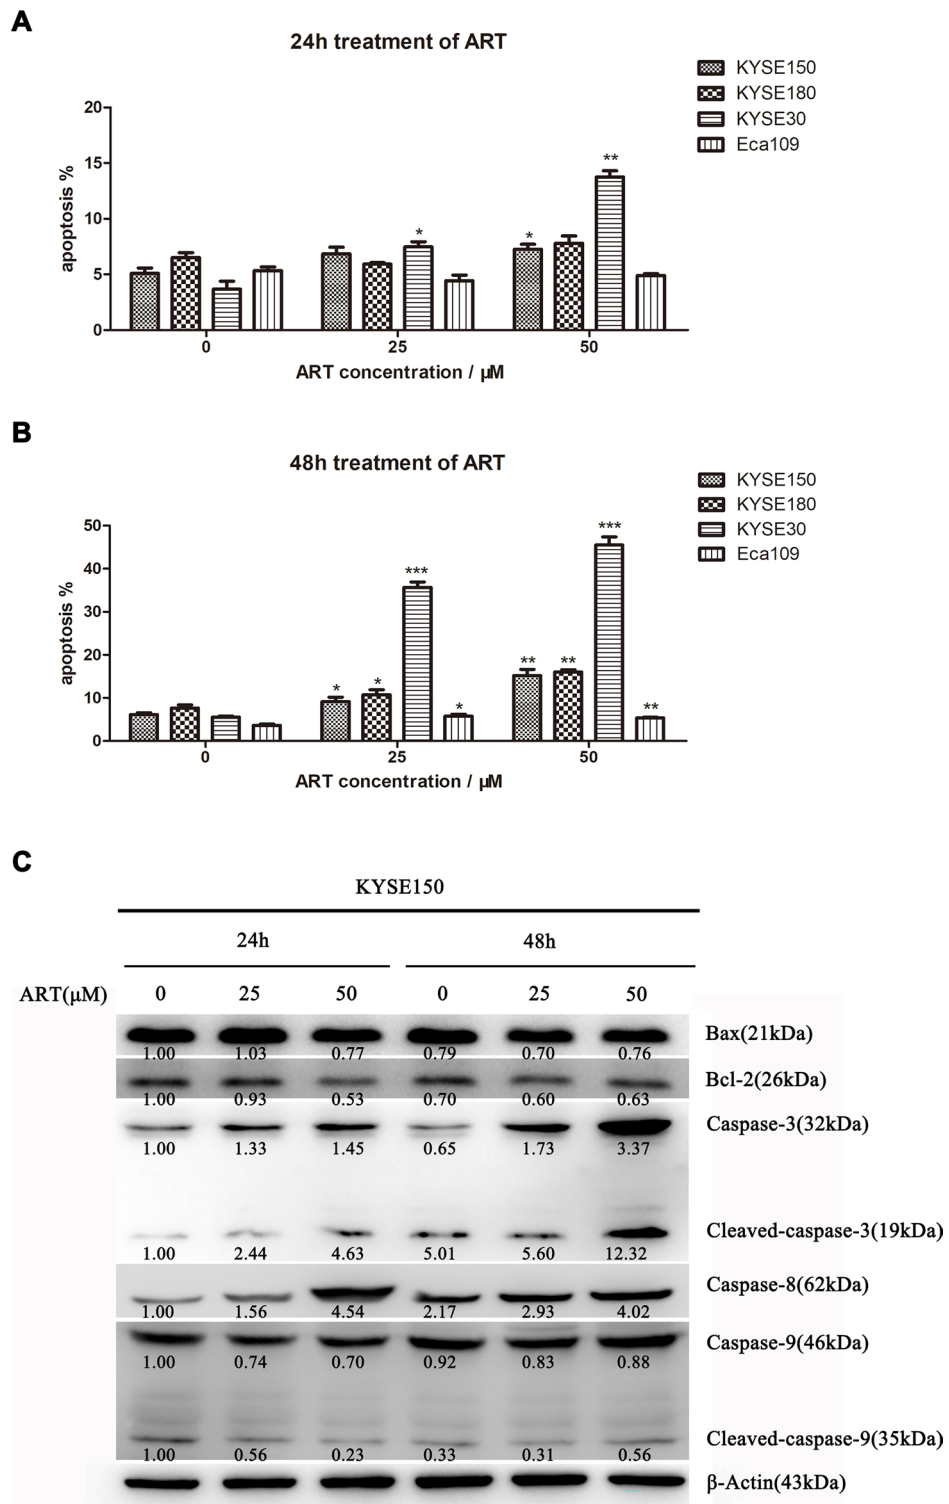 A
24h treatment of ART
KYSE150
KYSE180
KYSE30
Eca109
20
15
10
5
0
apoptosis %
*
*
**
0 25 50
ART concentration / µM
B
48h treatment of ART
KYSE150
KYSE180
KYSE30
Eca109
50
40
30
20
10
0
apoptosis %
* * *** *
** ** *** **
0 25 50
ART concentration / µM
C
KYSE150
24h 48h
ART(µM) 0 25 50 0 25 50
Bax(21kDa)
1.00 1.03 0.77 0.79 0.70 0.76
Bcl-2(26kDa)
1.00 0.93 0.53 0.70 0.60 0.63
Caspase-3(32kDa)
1.00 1.33 1.45 0.65 1.73 3.37
Cleaved-caspase-3(19kDa)
1.00 2.44 4.63 5.01 5.60 12.32
Caspase-8(62kDa)
1.00 1.56 4.54 2.17 2.93 4.02
Caspase-9(46kDa)
1.00 0.74 0.70 0.92 0.83 0.88
Cleaved-caspase-9(35kDa)
1.00 0.56 0.23 0.33 0.31 0.56
β-Actin(43kDa)